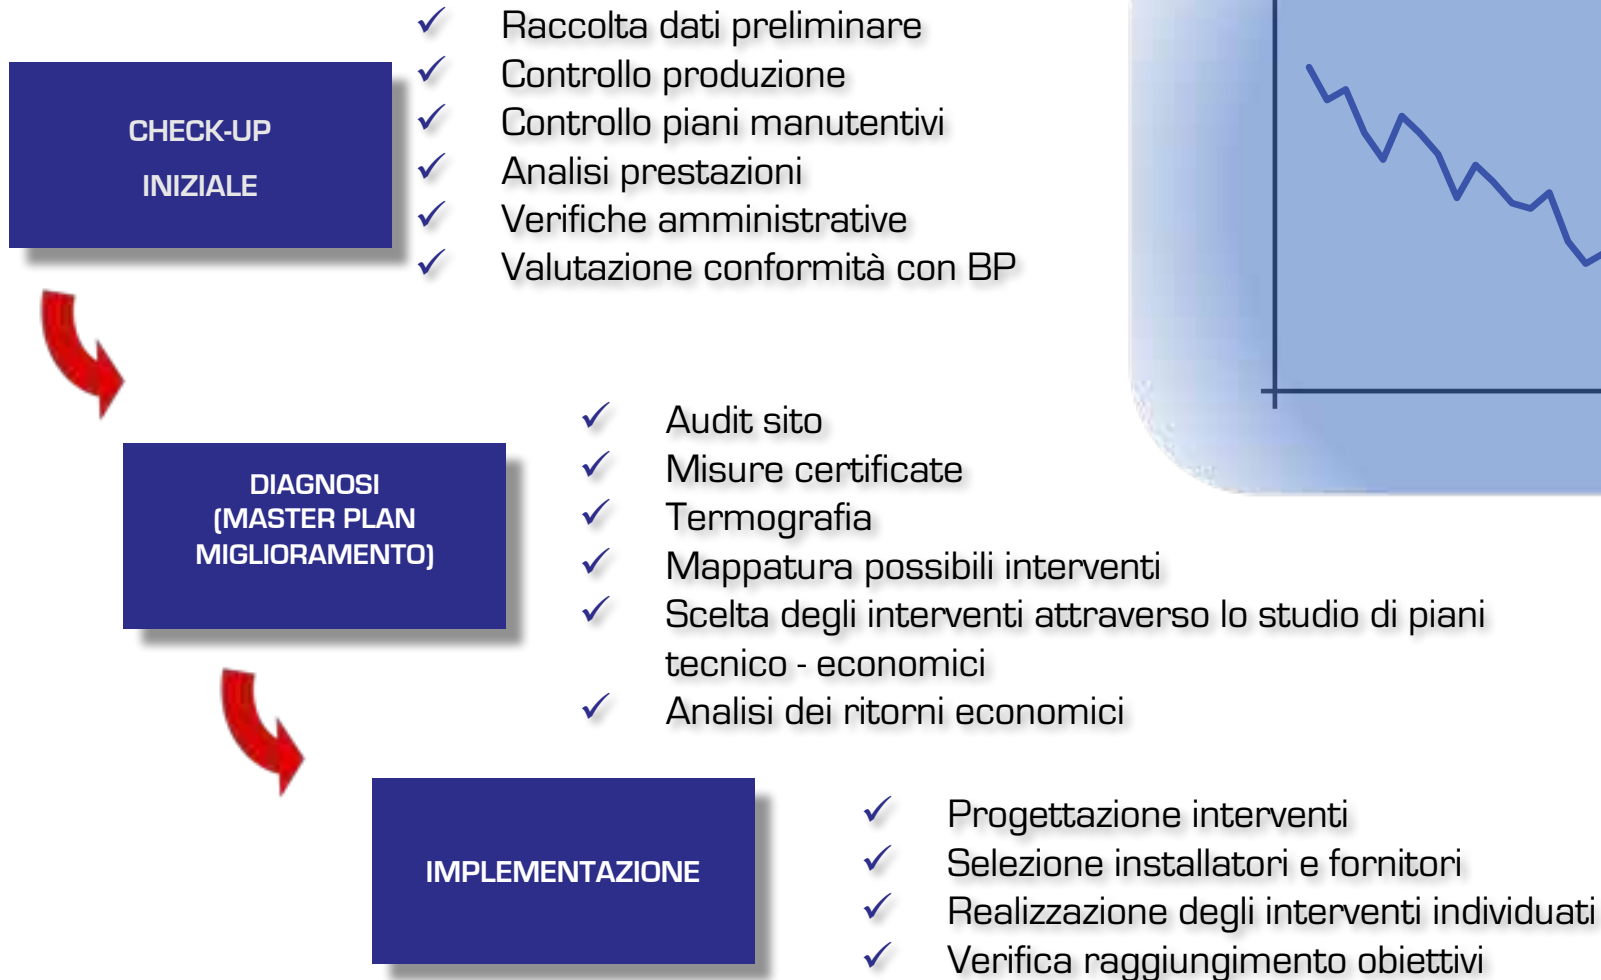 Raccolta dati preliminare
Controllo produzione
Controllo piani manutentivi
Analisi prestazioni
Verifiche amministrative
Valutazione conformità con BP
CHECK-UP
INIZIALE
Audit sito
Misure certificate
Termografia
Mappatura possibili interventi
Scelta degli interventi attraverso lo studio di piani
tecnico - economici
Analisi dei ritorni economici
DIAGNOSI
(MASTER PLAN
MIGLIORAMENTO)
Progettazione interventi
Selezione installatori e fornitori
Realizzazione degli interventi individuati
Verifica raggiungimento obiettivi
IMPLEMENTAZIONE